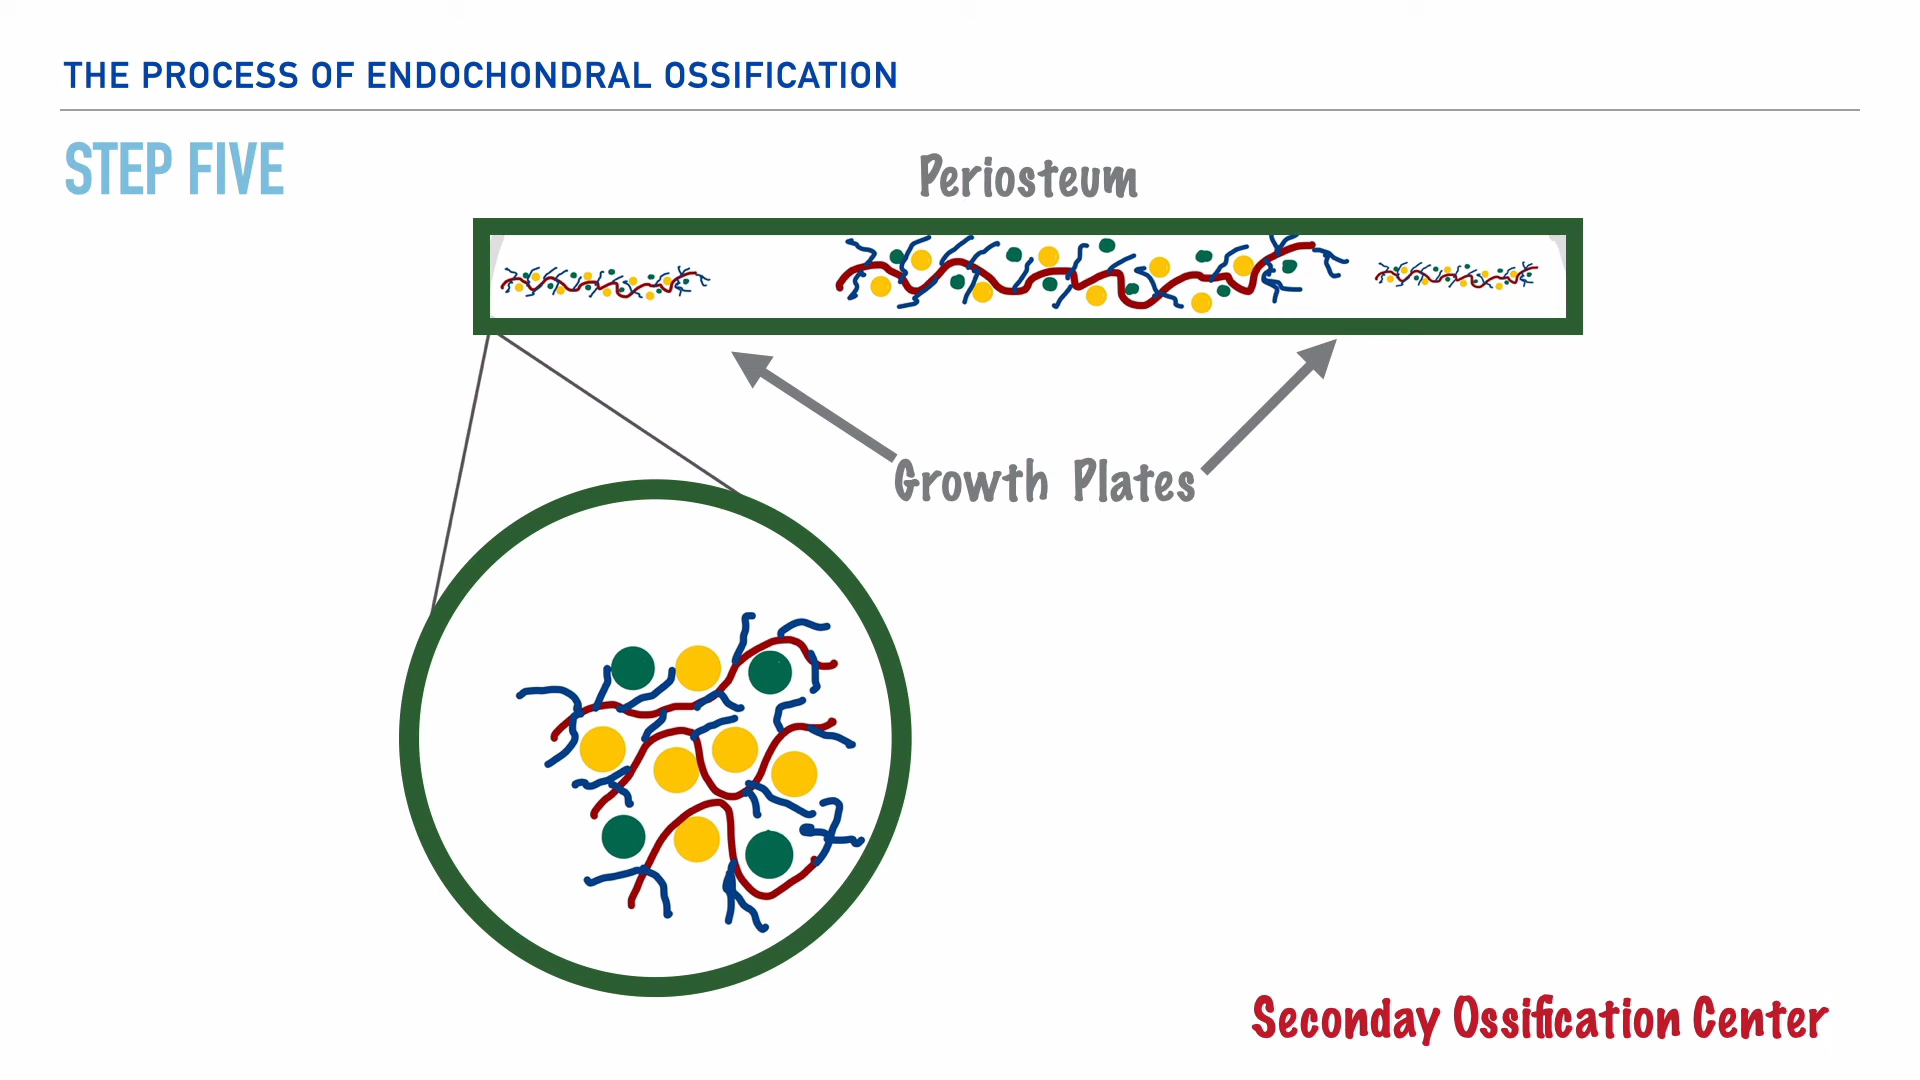 THE PROCESS OF ENDOCHONDRAL OSSIFICATION
STEP FIVE
Periosteum
Growth Plates
Seconday Ossification Center